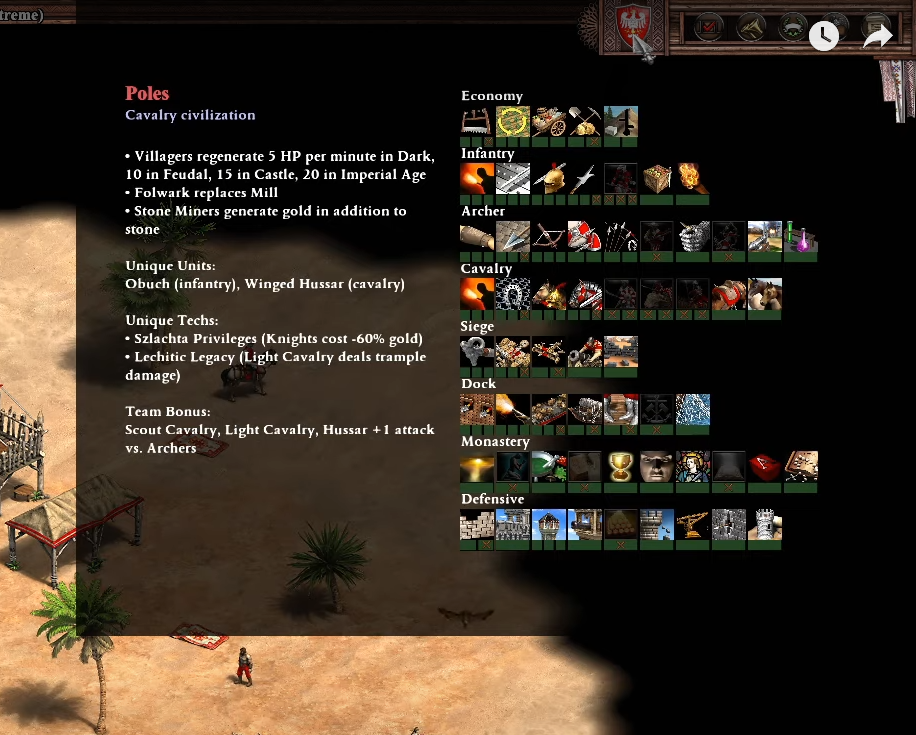 treme)
Poles
Cavalry civilization
• Villagers regenerate 5 HP per minute in Dark,
10 in Feudal, 15 in Castle, 20 in Imperial Age
• Folwark replaces Mill
• Stone Miners generate gold in addition to
stone
Unique Units:
Obuch (infantry), Winged Hussar (cavalry)
Unique Techs:
• Szlachta Privileges (Knights cost -60% gold)
• Lechitic Legacy (Light Cavalry deals trample
damage)
Team Bonus:
Scout Cavalry, Light Cavalry, Hussar +1 attack
vs. Archers
Economy
Infantry
Archer
Cavalry
Siege
Dock
Monastery
Defensive